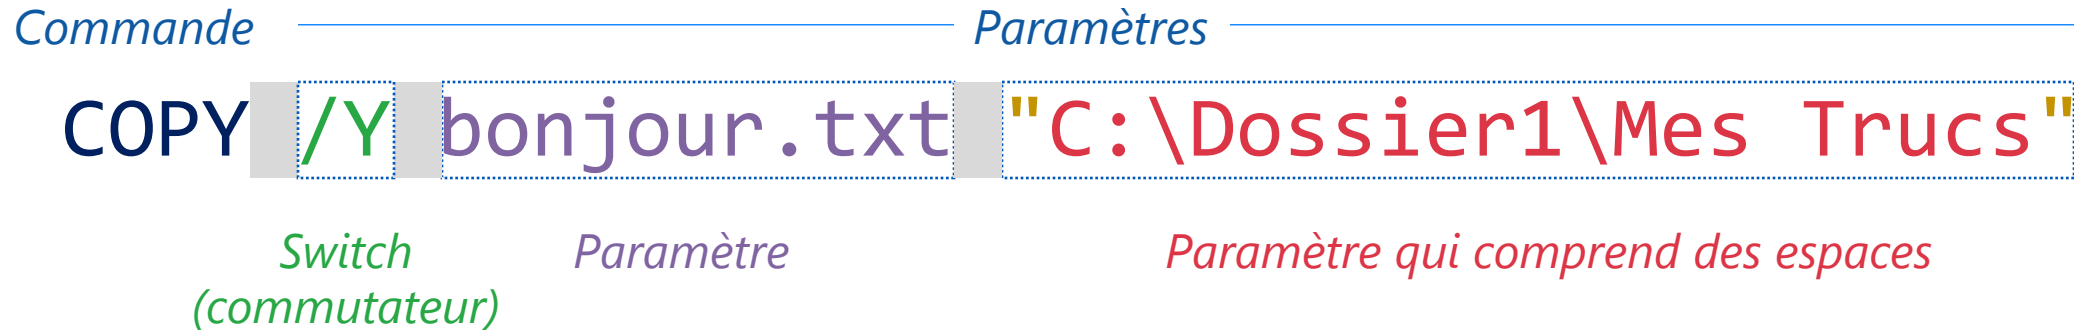 Commande Paramètres
COPY /Y bonjour.txt "C:\Dossier1\Mes Trucs"
Switch Paramètre Paramètre qui comprend des espaces
(commutateur)